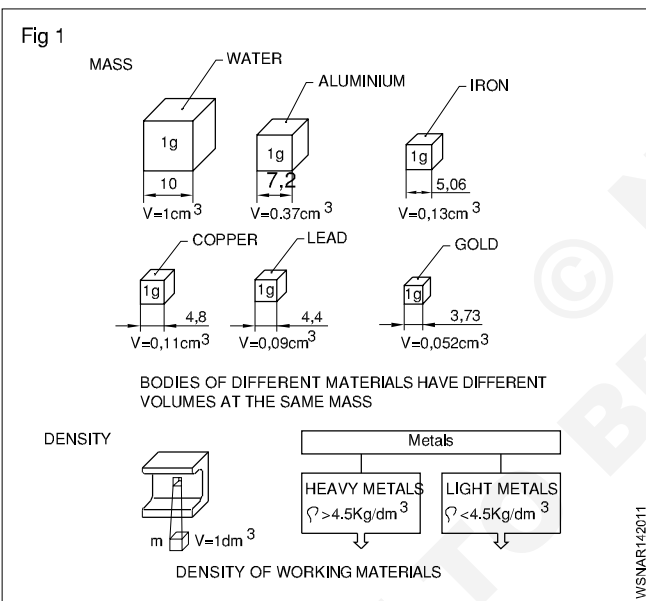 Fig 1
MASS
WATER
ALUMINIUM
IRON
1g
1g
1g
10
7,2
5,06
V=1cm³
V=0.37cm³
V=0,13cm³
COPPER
LEAD
GOLD
1g
1g
1g
4,8
4,4
3,73
V=0,11cm³
V=0,09cm³
V=0,052cm³
BODIES OF DIFFERENT MATERIALS HAVE DIFFERENT
VOLUMES AT THE SAME MASS
DENSITY
Metals
HEAVY METALS
LIGHT METALS
>4.5Kg/dm³
<4.5Kg/dm³
m
V=1dm³
DENSITY OF WORKING MATERIALS
WSNAR142011
©
TO B